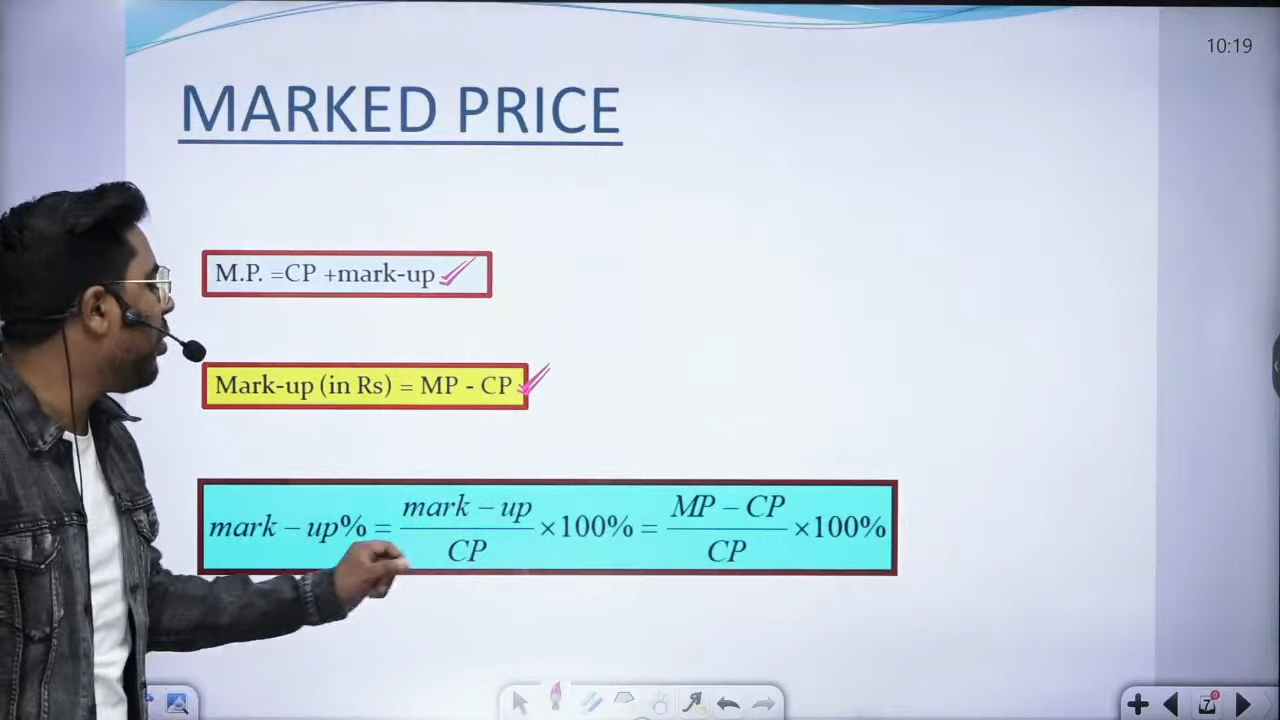 10:19
MARKED PRICE
M.P. =CP +mark-up
Mark-up (in Rs) = MP - CP
mark – up% = mark – up / CP ×100% = MP – CP / CP ×100%
7